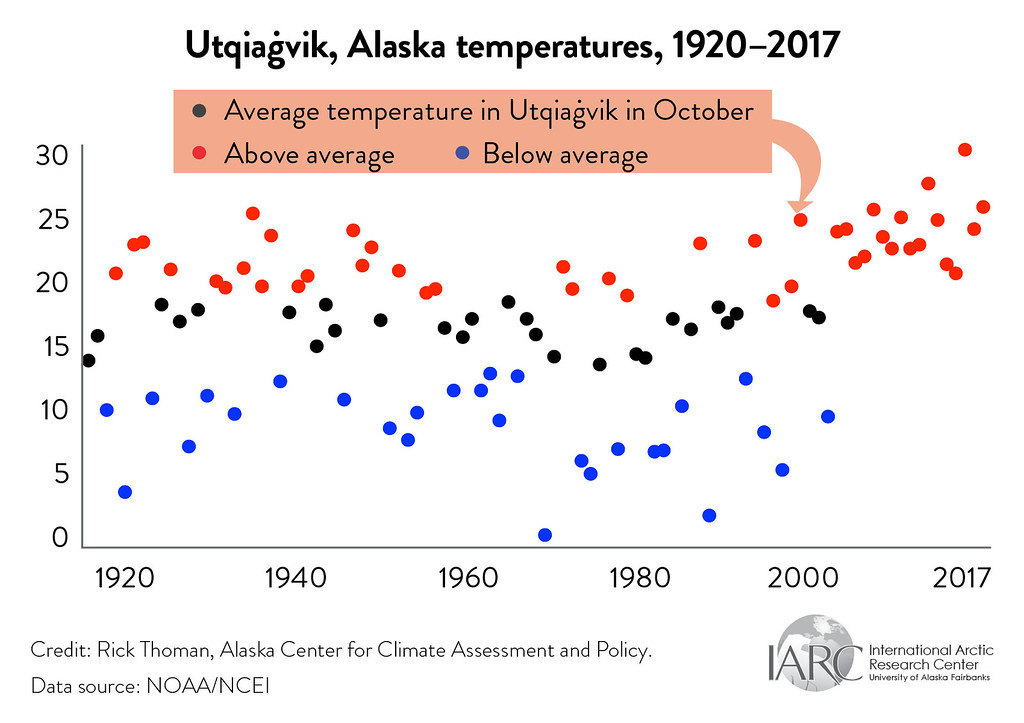 Utqiaġvik, Alaska temperatures, 1920–2017
Average temperature in Utqiaġvik in October
Above average
Below average
30
25
20
15
10
5
0
1920 1940 1960 1980 2000 2017
Credit: Rick Thoman, Alaska Center for Climate Assessment and Policy.
Data source: NOAA/NCEI
IARC
International Arctic
Research Center
University of Alaska Fairbanks